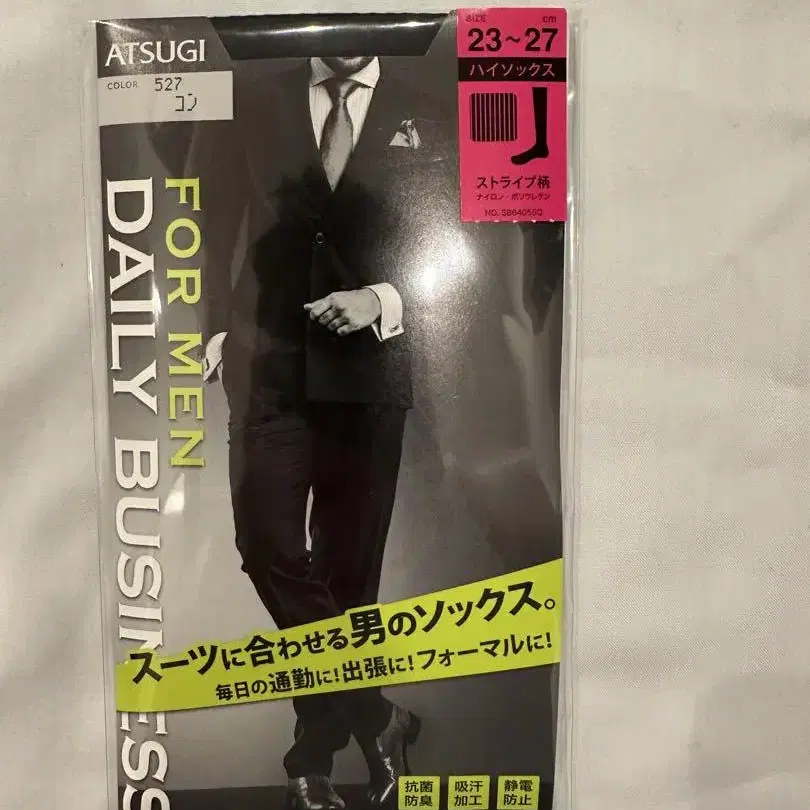 ATSUGI
COLOR 527
コン
SIZE cm
23~27
ハイソックス
ストライプ柄
ナイロン・ポリウレタン
FOR MEN
DAILY BUSINESS
スーツに合わせる男のソックス。
毎日の通勤に!出張に!フォーマルに!
抗菌
防臭
吸汗
加工
静電
防止